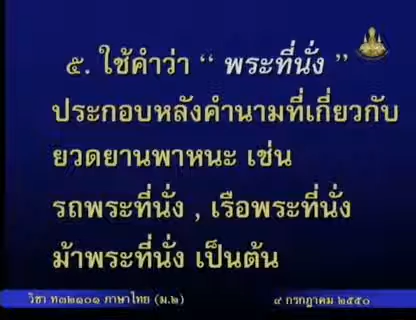 ๕. ใช้คำว่า “ พระที่นั่ง ”
ประกอบหลังคำนามที่เกี่ยวกับ
ยวดยานพาหนะ เช่น
รถพระที่นั่ง , เรือพระที่นั่ง
ม้าพระที่นั่ง เป็นต้น
วิชา ท๓๒๑๐๑ ภาษาไทย (ม.๒) ๙ กรกฎาคม ๒๕๕๐